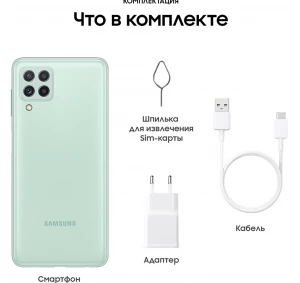 КОМПЛЕКТАЦИЯ
Что в комплекте
Шпилька
для извлечения
Sim-карты
SAMSUNG
Кабель
Адаптер
Смартфон